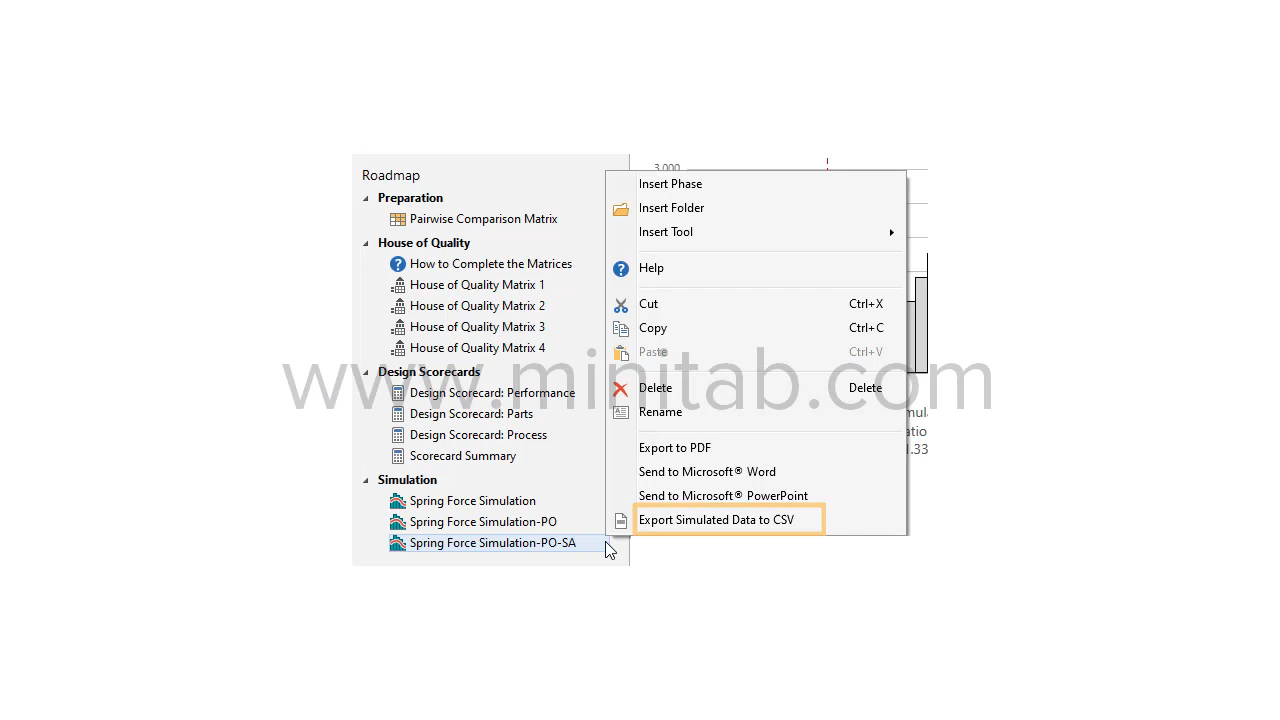 Roadmap
Preparation
Pairwise Comparison Matrix
House of Quality
How to Complete the Matrices
House of Quality Matrix 1
House of Quality Matrix 2
House of Quality Matrix 3
House of Quality Matrix 4
Design Scorecards
Design Scorecard: Performance
Design Scorecard: Parts
Design Scorecard: Process
Scorecard Summary
Simulation
Spring Force Simulation
Spring Force Simulation-PO
Spring Force Simulation-PO-SA
3,000
Insert Phase
Insert Folder
Insert Tool
Help
Cut Ctrl+X
Copy Ctrl+C
Paste Ctrl+V
Delete Delete
Rename
Export to PDF
Send to Microsoft® Word
Send to Microsoft® PowerPoint
Export Simulated Data to CSV
www.minitab.com